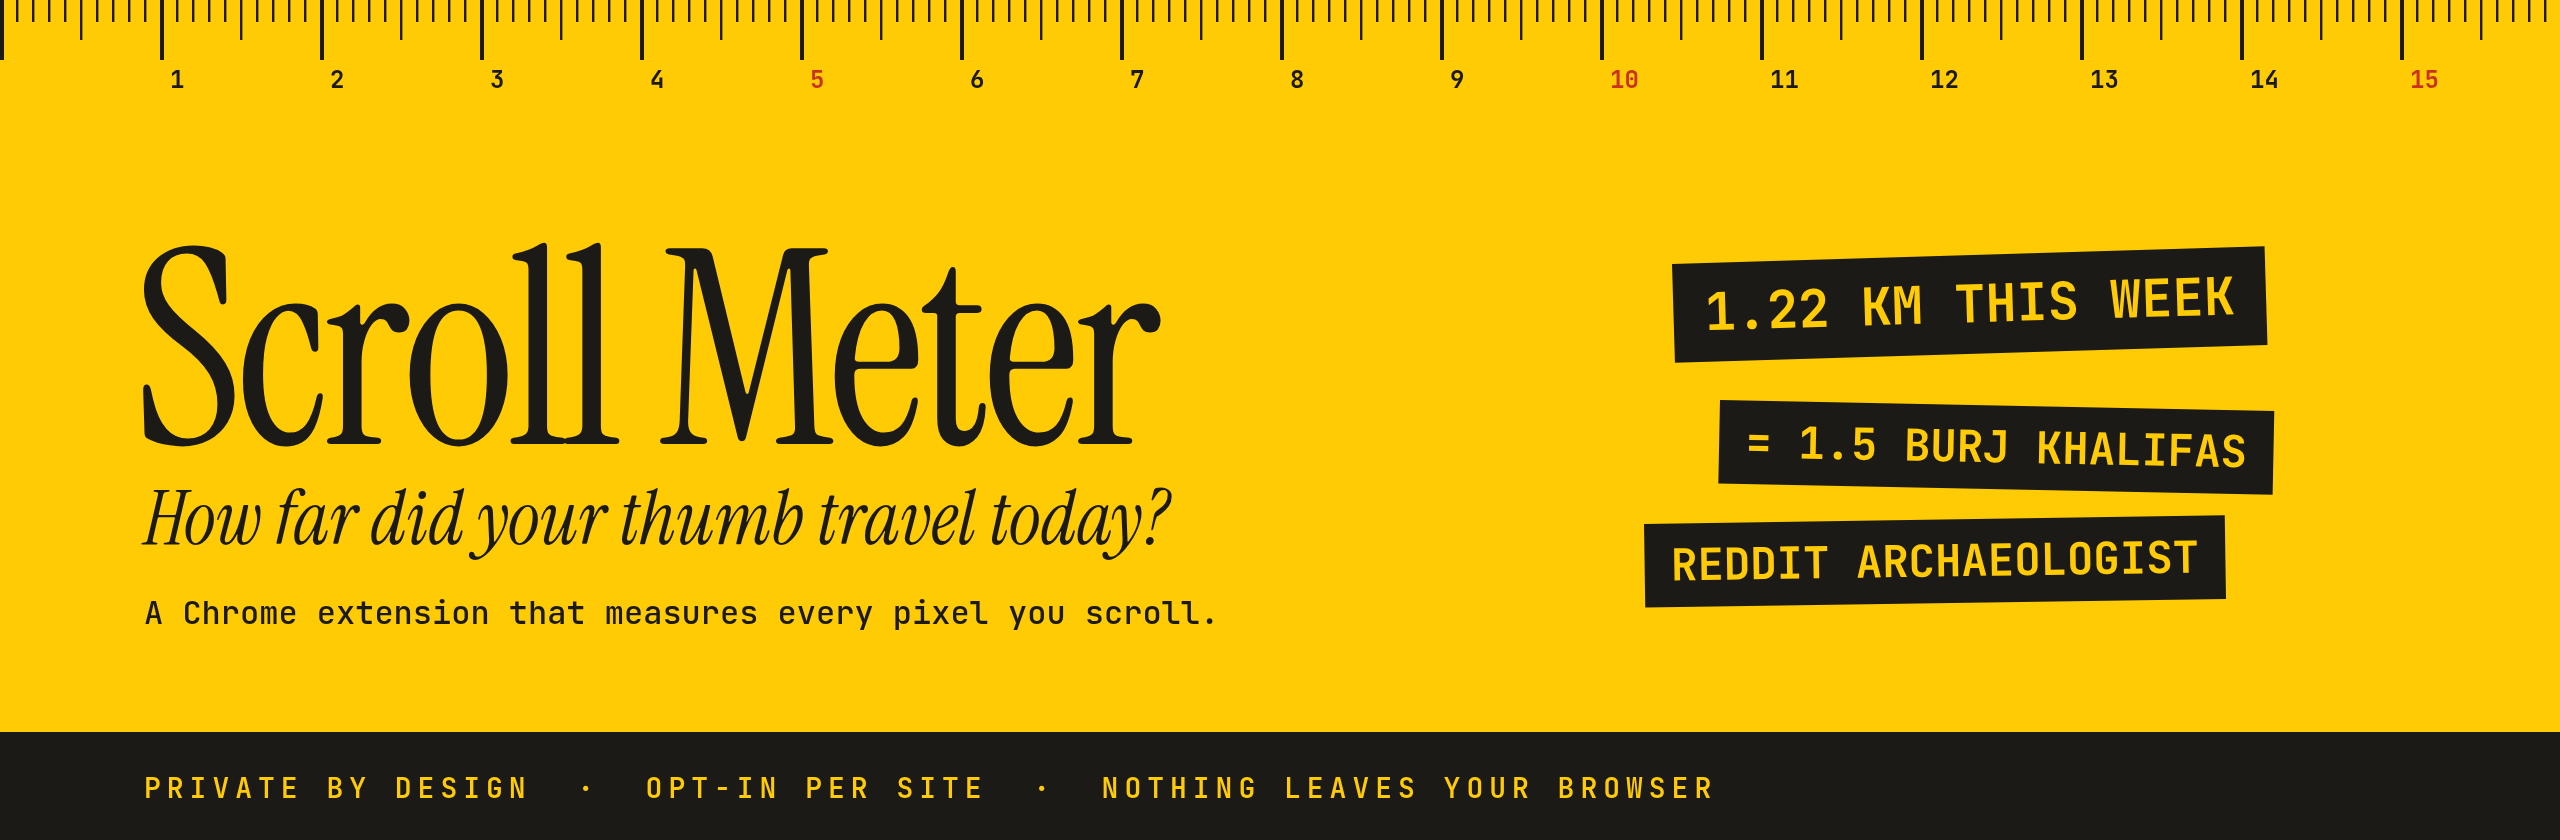 1 2 3 4 5 6 7 8 9 10 11 12 13 14 15
Scroll Meter
How far did your thumb travel today?
A Chrome extension that measures every pixel you scroll.
1.22 KM THIS WEEK
= 1.5 BURJ KHALIFAS
REDDIT ARCHAEOLOGIST
PRIVATE BY DESIGN · OPT-IN PER SITE · NOTHING LEAVES YOUR BROWSER